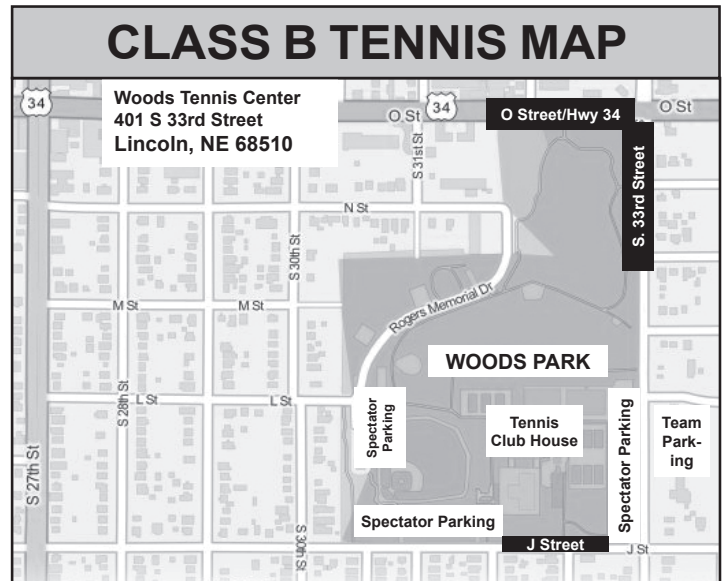 CLASS B TENNIS MAP
34
Woods Tennis Center
401 S 33rd Street
Lincoln, NE 68510
O St
34
O Street/Hwy 34
O St
S 31st St
S. 33rd Street
N St
S 30th St
M St
M St
Rogers Memorial Dr
WOODS PARK
S 28th St
L St
L St
Spectator
Parking
Tennis
Club House
Spectator Parking
Team
Park-
ing
S 27th St
Spectator Parking
S 30th St
J Street
J St